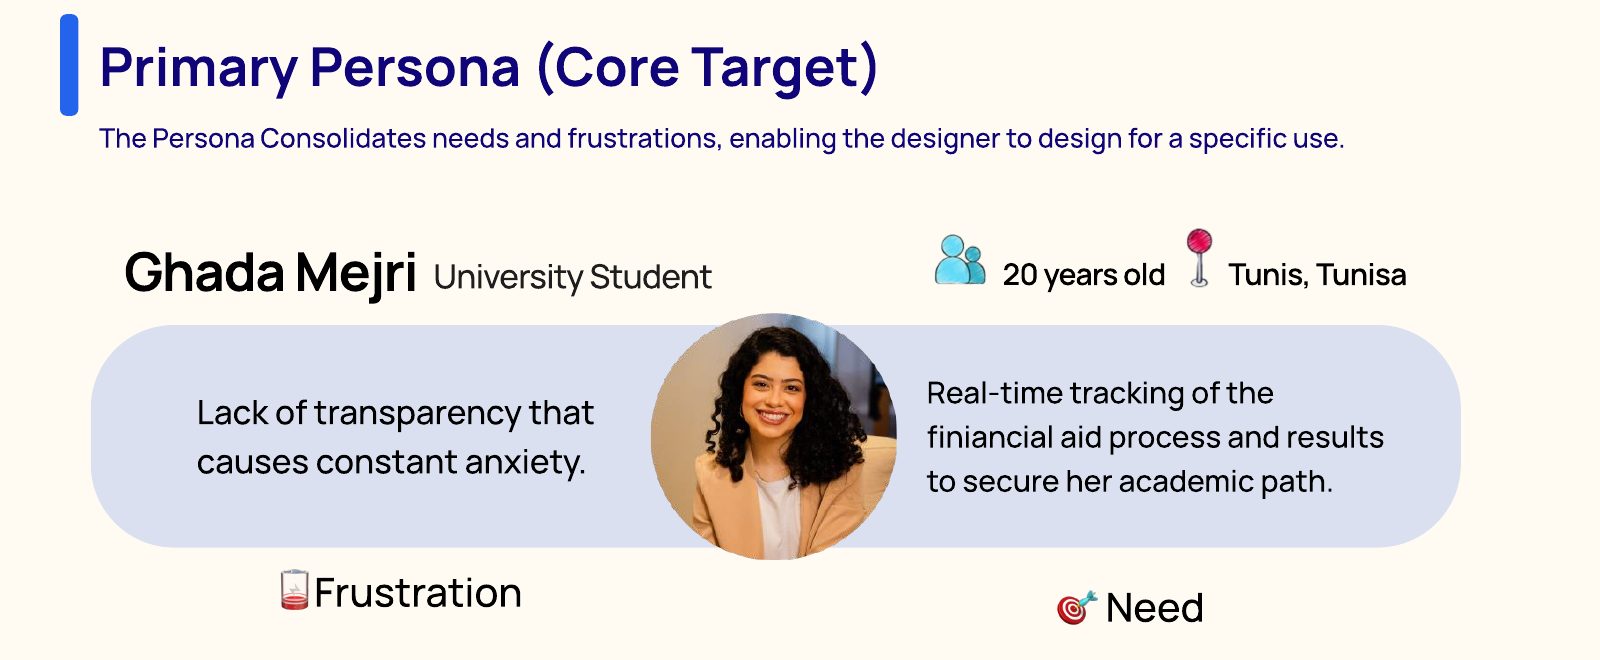 Primary Persona (Core Target)
The Persona Consolidates needs and frustrations, enabling the designer to design for a specific use.
Ghada Mejri University Student
20 years old Tunis, Tunisa
Lack of transparency that
causes constant anxiety.
Real-time tracking of the
finiancial aid process and results
to secure her academic path.
Frustration
Need